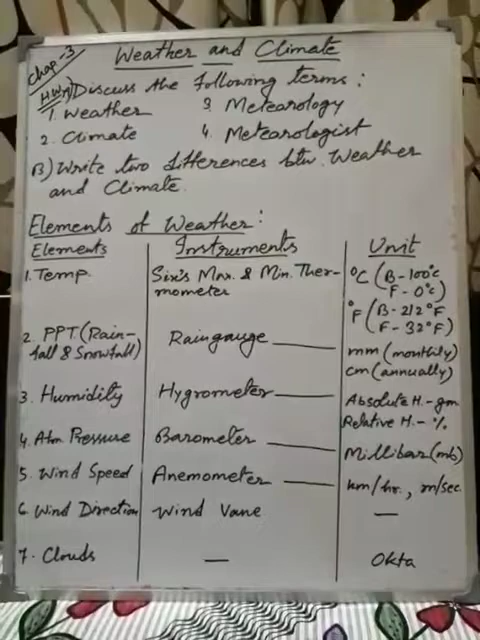 Chap-3
Weather and Climate
HW A) Discuss the following terms:
1. Weather 3. Meteorology
2. Climate 4. Meteorologist
B) Write two differences btw. Weather
and Climate.
Elements of Weather:
Elements Instruments Unit
1. Temp. Six's Max. & Min. Ther-
mometer
°C (B-100°C
F-0°C)
°F (B-212°F
F-32°F)
2. PPT. (Rain-
fall & Snowfall)
Raingauge
mm (monthly)
cm (annually)
3. Humidity Hygrometer
Absolute H.-gm
Relative H.-%
4. Atm Pressure Barometer Millibar (mb)
5. Wind Speed Anemometer km/hr., m/sec
6. Wind Direction Wind Vane —
7. Clouds — Okta